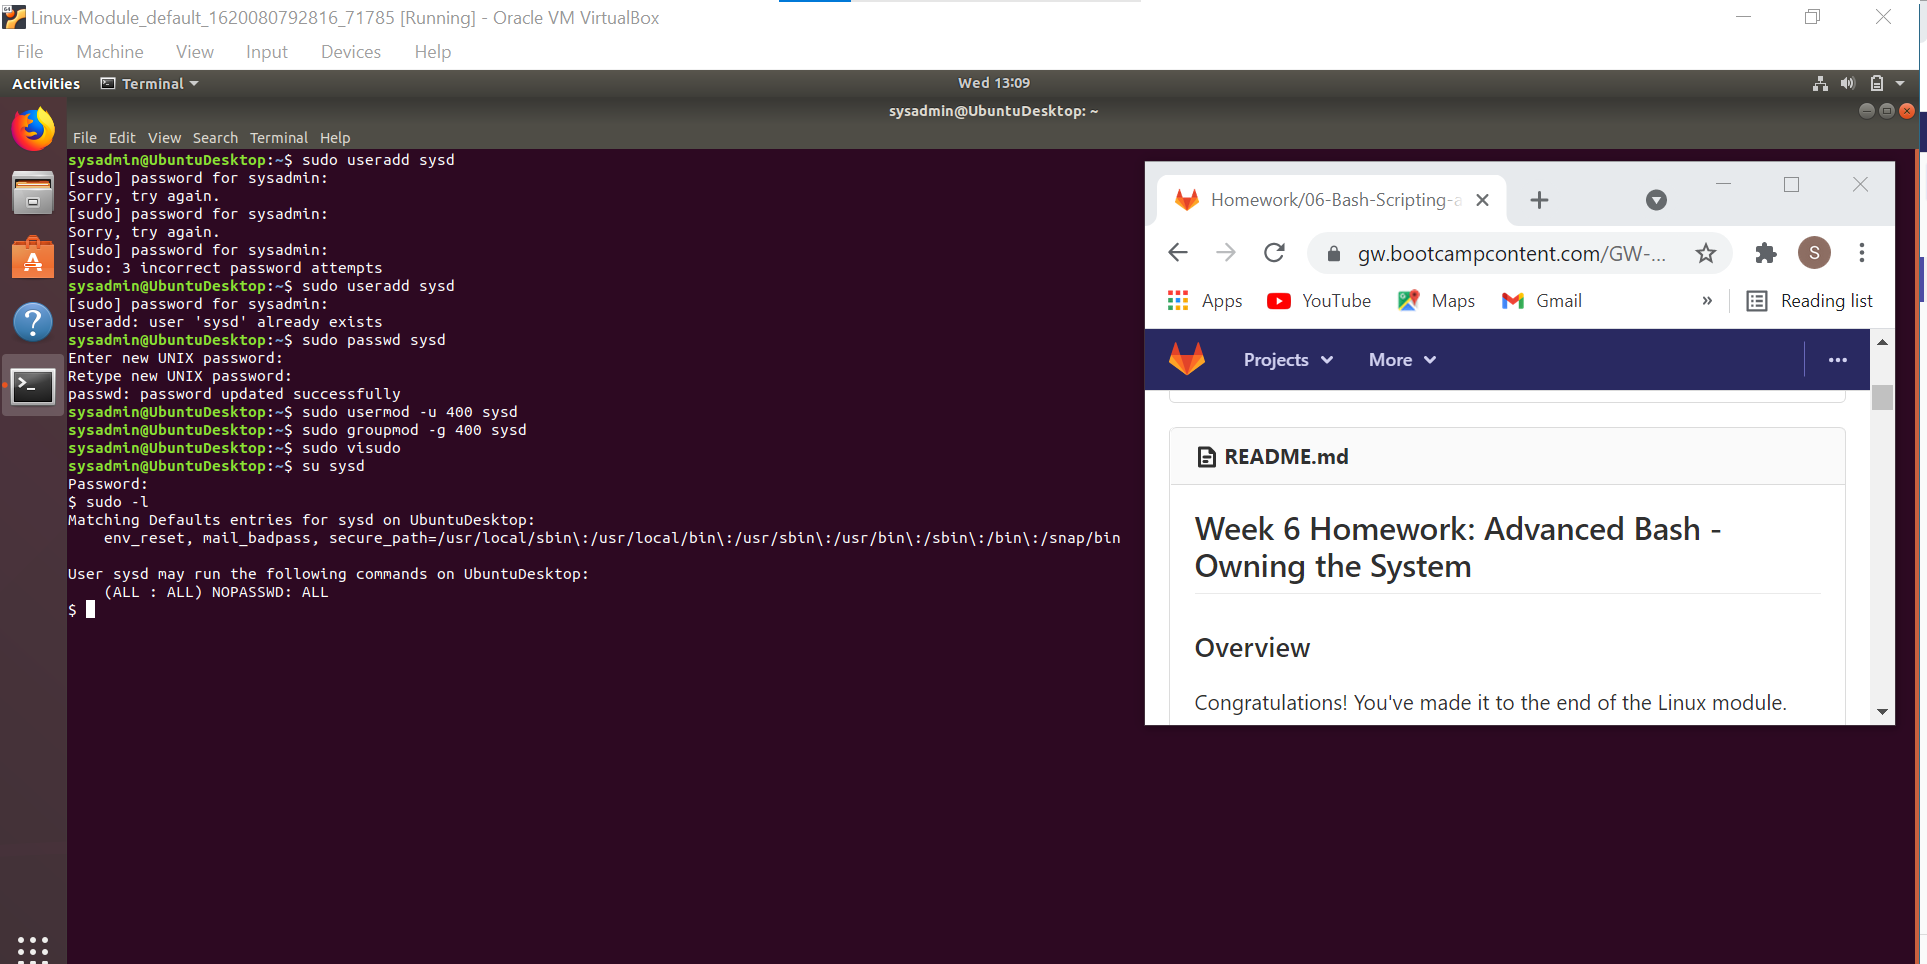 Linux-Module_default_1620080792816_71785 [Running] - Oracle VM VirtualBox
File Machine View Input Devices Help
Activities Terminal Wed 13:09
sysadmin@UbuntuDesktop: ~
File Edit View Search Terminal Help
sysadmin@UbuntuDesktop:~$ sudo useradd sysd
[sudo] password for sysadmin:
Sorry, try again.
[sudo] password for sysadmin:
Sorry, try again.
[sudo] password for sysadmin:
sudo: 3 incorrect password attempts
sysadmin@UbuntuDesktop:~$ sudo useradd sysd
[sudo] password for sysadmin:
useradd: user 'sysd' already exists
sysadmin@UbuntuDesktop:~$ sudo passwd sysd
Enter new UNIX password:
Retype new UNIX password:
passwd: password updated successfully
sysadmin@UbuntuDesktop:~$ sudo usermod -u 400 sysd
sysadmin@UbuntuDesktop:~$ sudo groupmod -g 400 sysd
sysadmin@UbuntuDesktop:~$ sudo visudo
sysadmin@UbuntuDesktop:~$ su sysd
Password:
$ sudo -l
Matching Defaults entries for sysd on UbuntuDesktop:
env_reset, mail_badpass, secure_path=/usr/local/sbin\:/usr/local/bin\:/usr/sbin\:/usr/bin\:/sbin\:/bin\:/snap/bin
User sysd may run the following commands on UbuntuDesktop:
(ALL : ALL) NOPASSWD: ALL
$
Homework/06-Bash-Scripting-a
gw.bootcampcontent.com/GW-... S
Apps YouTube Maps Gmail » Reading list
Projects More
README.md
Week 6 Homework: Advanced Bash -
Owning the System
Overview
Congratulations! You've made it to the end of the Linux module.